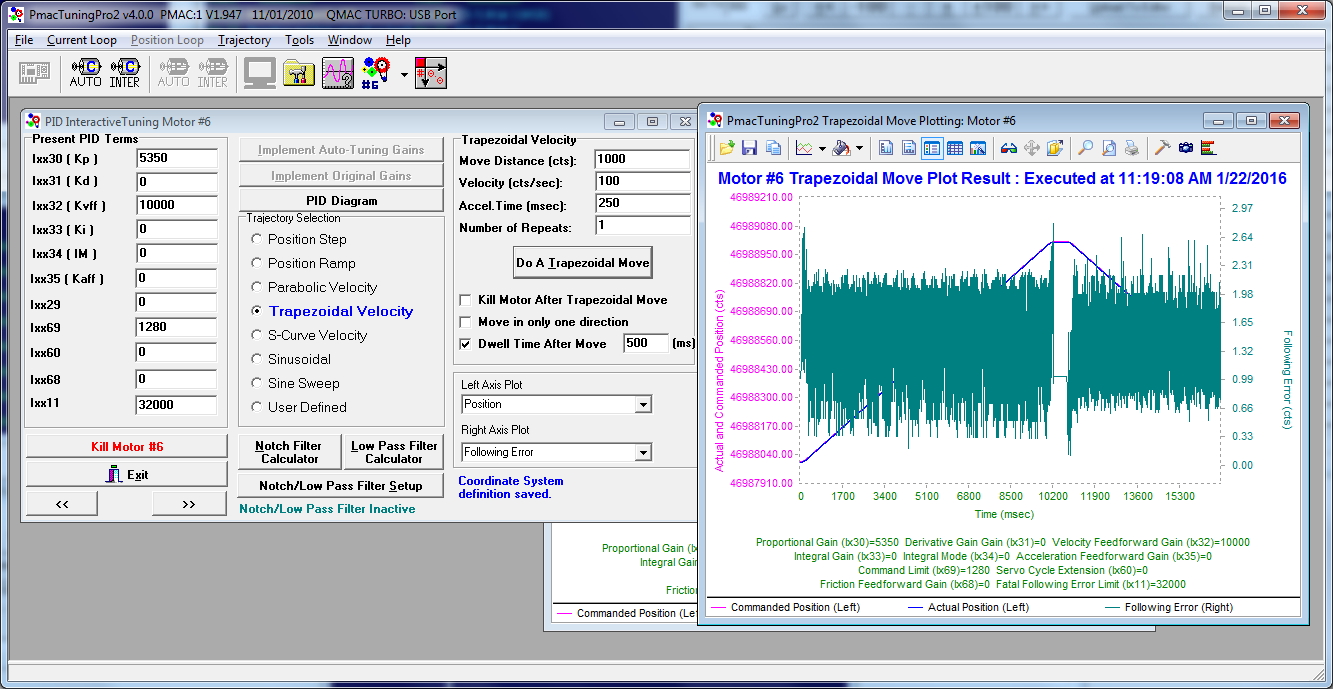 PmacTuningPro2 v4.0.0 PMAC:1 V1.947 11/01/2010 QMAC TURBO: USB Port
File Current Loop Position Loop Trajectory Tools Window Help
AUTO INTER AUTO INTER #6
PID InteractiveTuning Motor #6
Present PID Terms
Ixx30 ( Kp ) 5350
Ixx31 ( Kd ) 0
Ixx32 ( Kvff ) 10000
Ixx33 ( Ki ) 0
Ixx34 ( IM ) 0
Ixx35 ( Kaff ) 0
Ixx29 0
Ixx69 1280
Ixx60 0
Ixx68 0
Ixx11 32000
Kill Motor #6
Exit
<< >>
Implement Auto-Tuning Gains
Implement Original Gains
PID Diagram
Trajectory Selection
Position Step
Position Ramp
Parabolic Velocity
Trapezoidal Velocity
S-Curve Velocity
Sinusoidal
Sine Sweep
User Defined
Notch Filter Calculator
Low Pass Filter Calculator
Notch/Low Pass Filter Setup
Notch/Low Pass Filter Inactive
Trapezoidal Velocity
Move Distance (cts): 1000
Velocity (cts/sec): 100
Accel.Time (msec): 250
Number of Repeats: 1
Do A Trapezoidal Move
Kill Motor After Trapezoidal Move
Move in only one direction
Dwell Time After Move 500 (ms)
Left Axis Plot
Position
Right Axis Plot
Following Error
Coordinate System
definition saved.
Proportional Gain (Ix
Integral Gain
Friction
Commanded Position (Le
PmacTuningPro2 Trapezoidal Move Plotting: Motor #6
Motor #6 Trapezoidal Move Plot Result : Executed at 11:19:08 AM 1/22/2016
Actual and Commanded Position (cts)
46989210.00
46989080.00
46988950.00
46988820.00
46988690.00
46988560.00
46988430.00
46988300.00
46988170.00
46988040.00
46987910.00
2.97
2.64
2.31
1.98
1.65
1.32
0.99
0.66
0.33
0.00
Following Error (cts)
0 1700 3400 5100 6800 8500 10200 11900 13600 15300
Time (msec)
Proportional Gain (Ix30)=5350 Derivative Gain Gain (Ix31)=0 Velocity Feedforward Gain (Ix32)=10000
Integral Gain (Ix33)=0 Integral Mode (Ix34)=0 Acceleration Feedforward Gain (Ix35)=0
Command Limit (Ix69)=1280 Servo Cycle Extension (Ix60)=0
Friction Feedforward Gain (Ix68)=0 Fatal Following Error Limit (Ix11)=32000
Commanded Position (Left) Actual Position (Left) Following Error (Right)